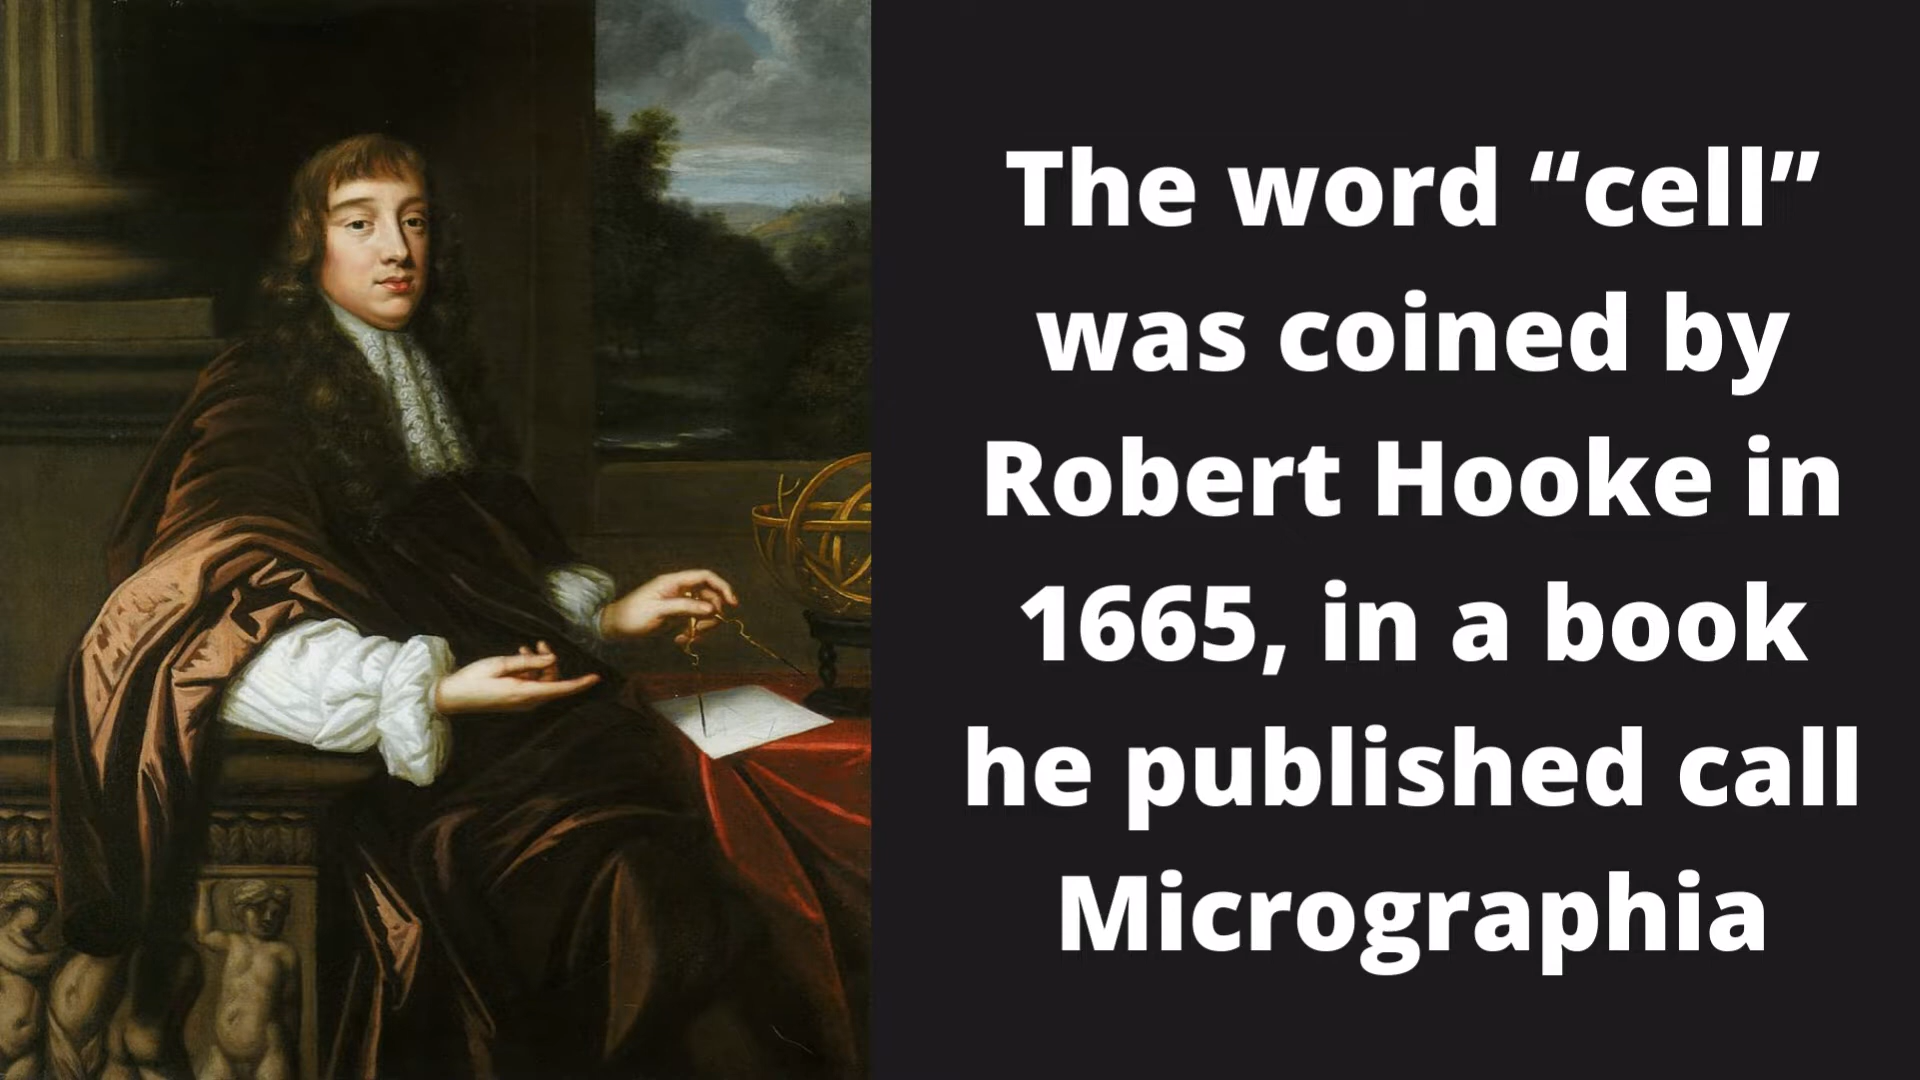 The word “cell”
was coined by
Robert Hooke in
1665, in a book
he published call
Micrographia